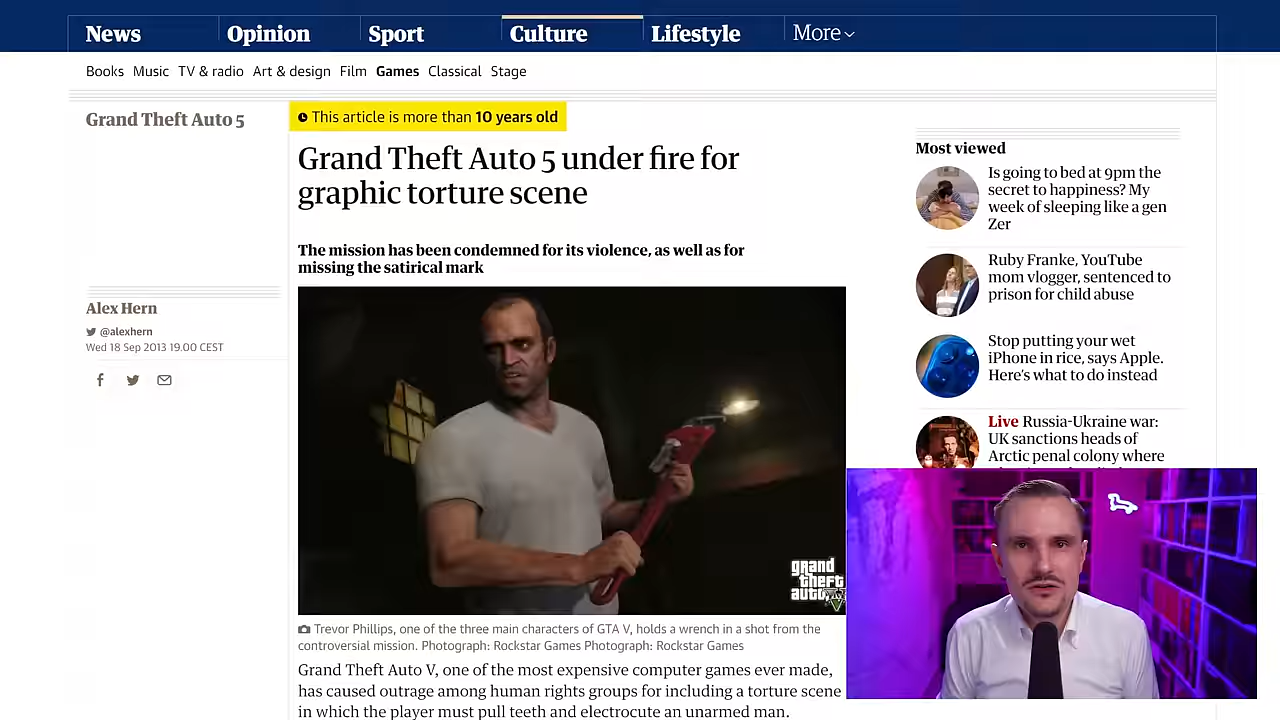 News
Opinion
Sport
Culture
Lifestyle
More
Books
Music
TV & radio
Art & design
Film
Games
Classical
Stage
Grand Theft Auto 5
This article is more than 10 years old
Grand Theft Auto 5 under fire for
graphic torture scene
The mission has been condemned for its violence, as well as for
missing the satirical mark
Alex Hern
@alexhern
Wed 18 Sep 2013 19.00 CEST
grand
theft
auto V
Trevor Phillips, one of the three main characters of GTA V, holds a wrench in a shot from the
controversial mission. Photograph: Rockstar Games Photograph: Rockstar Games
Grand Theft Auto V, one of the most expensive computer games ever made,
has caused outrage among human rights groups for including a torture scene
in which the player must pull teeth and electrocute an unarmed man.
Most viewed
Is going to bed at 9pm the
secret to happiness? My
week of sleeping like a gen
Zer
Ruby Franke, YouTube
mom vlogger, sentenced to
prison for child abuse
Stop putting your wet
iPhone in rice, says Apple.
Here's what to do instead
Live Russia-Ukraine war:
UK sanctions heads of
Arctic penal colony where